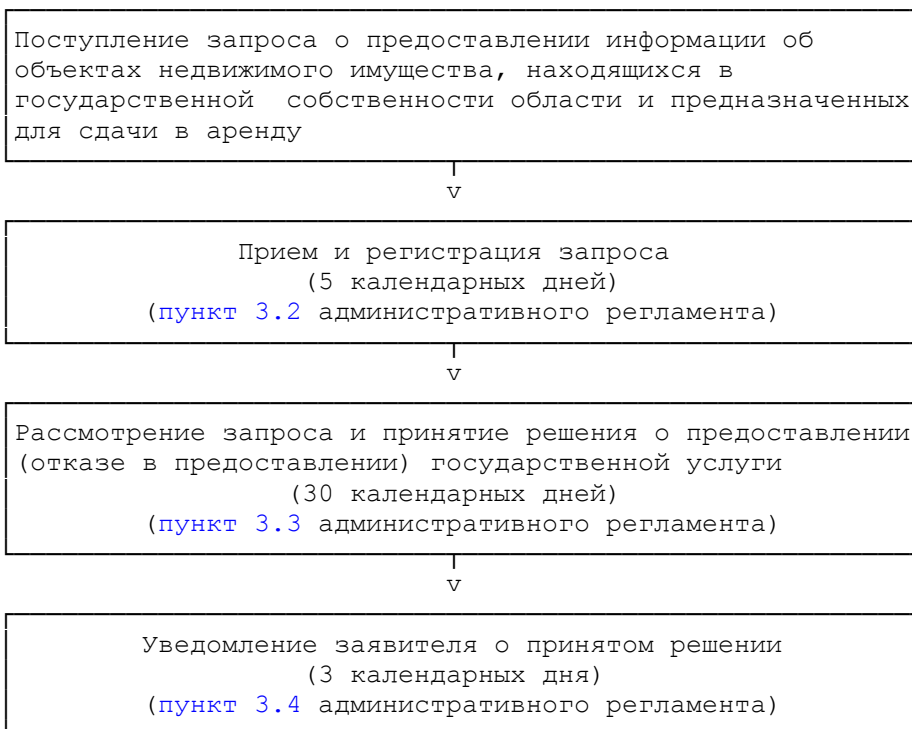 Поступление запроса о предоставлении информации об
объектах недвижимого имущества, находящихся в
государственной собственности области и предназначенных
для сдачи в аренду
v
Прием и регистрация запроса
(5 календарных дней)
(пункт 3.2 административного регламента)
v
Рассмотрение запроса и принятие решения о предоставлении
(отказе в предоставлении) государственной услуги
(30 календарных дней)
(пункт 3.3 административного регламента)
v
Уведомление заявителя о принятом решении
(3 календарных дня)
(пункт 3.4 административного регламента)